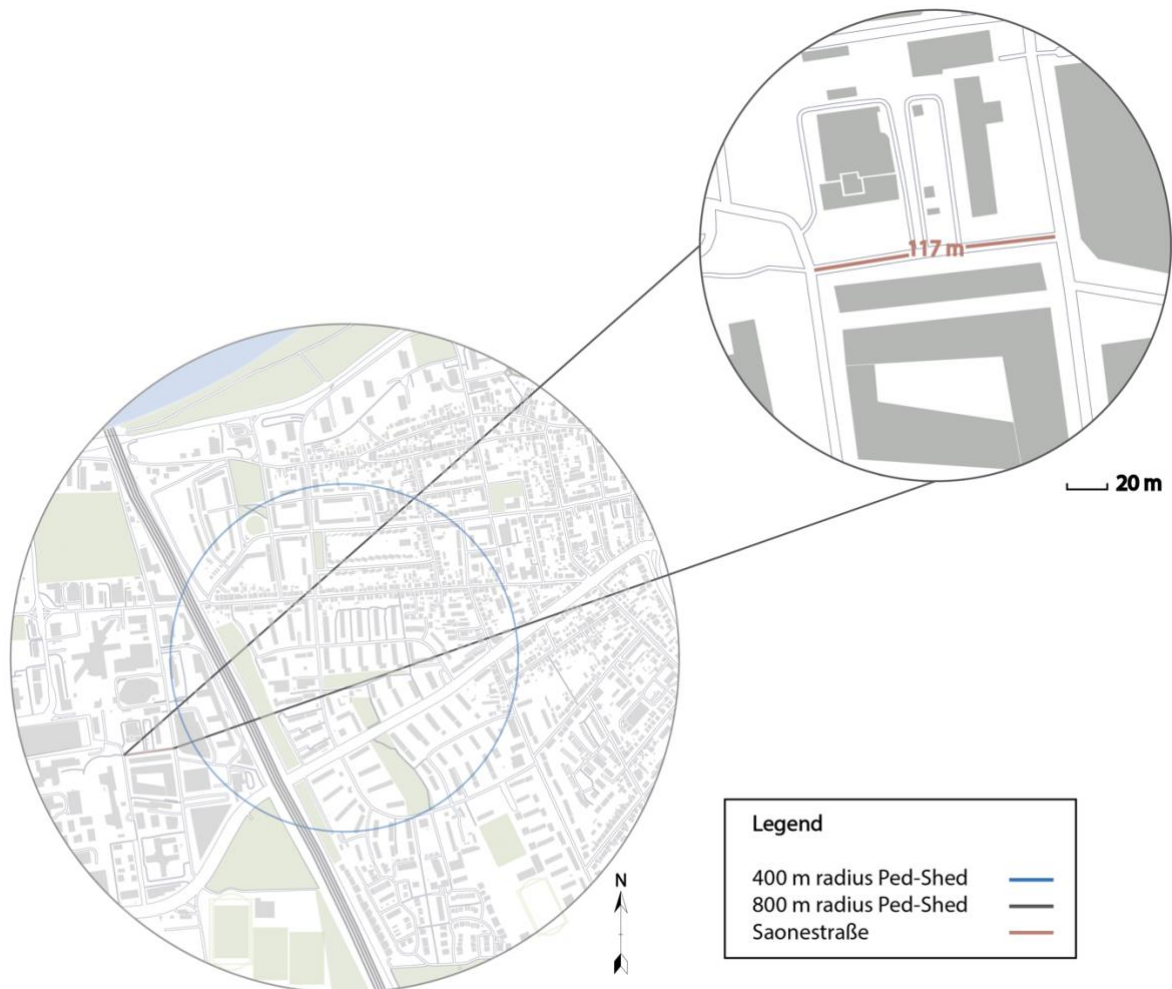 117 m
20 m
N
Legend
400 m radius Ped-Shed
800 m radius Ped-Shed
Saonestraße